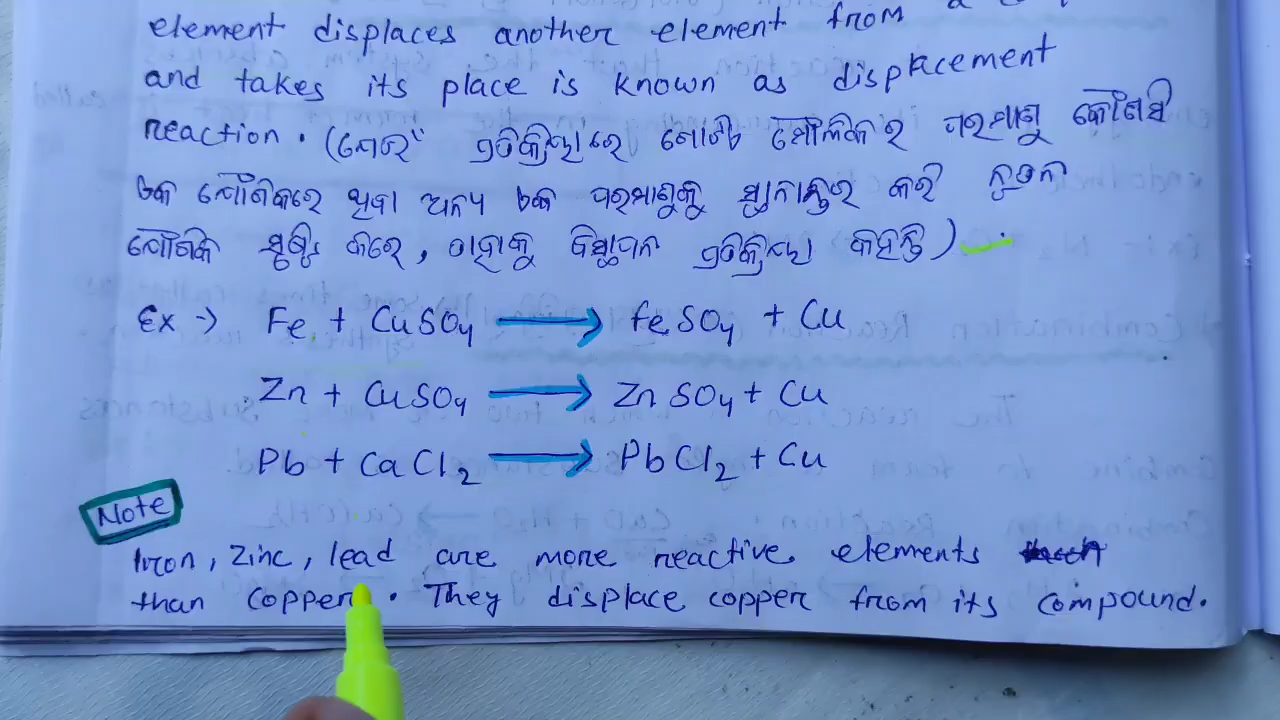 element displaces another element from a
and takes its place is known as displacement
reaction. (ଯେଉଁ ପ୍ରତିକ୍ରିୟାରେ ଗୋଟିଏ ମୌଳିକର ପରମାଣୁ କୌଣସି
ଏକ ଯୌଗିକରେ ଥିବା ଅନ୍ୟ ଏକ ପରମାଣୁକୁ ସ୍ଥାନାନ୍ତର କରି ନୂତନ
ଯୌଗିକ ସୃଷ୍ଟି କରେ, ତାହାକୁ ବିସ୍ଥାପନ ପ୍ରତିକ୍ରିୟା କହନ୍ତି)
Ex → Fe + CuSO4 → FeSO4 + Cu
Zn + CuSO4 → ZnSO4 + Cu
Pb + CaCl2 → PbCl2 + Cu
Note
Iron, Zinc, lead are more reactive elements
than copper. They displace copper from its compound.